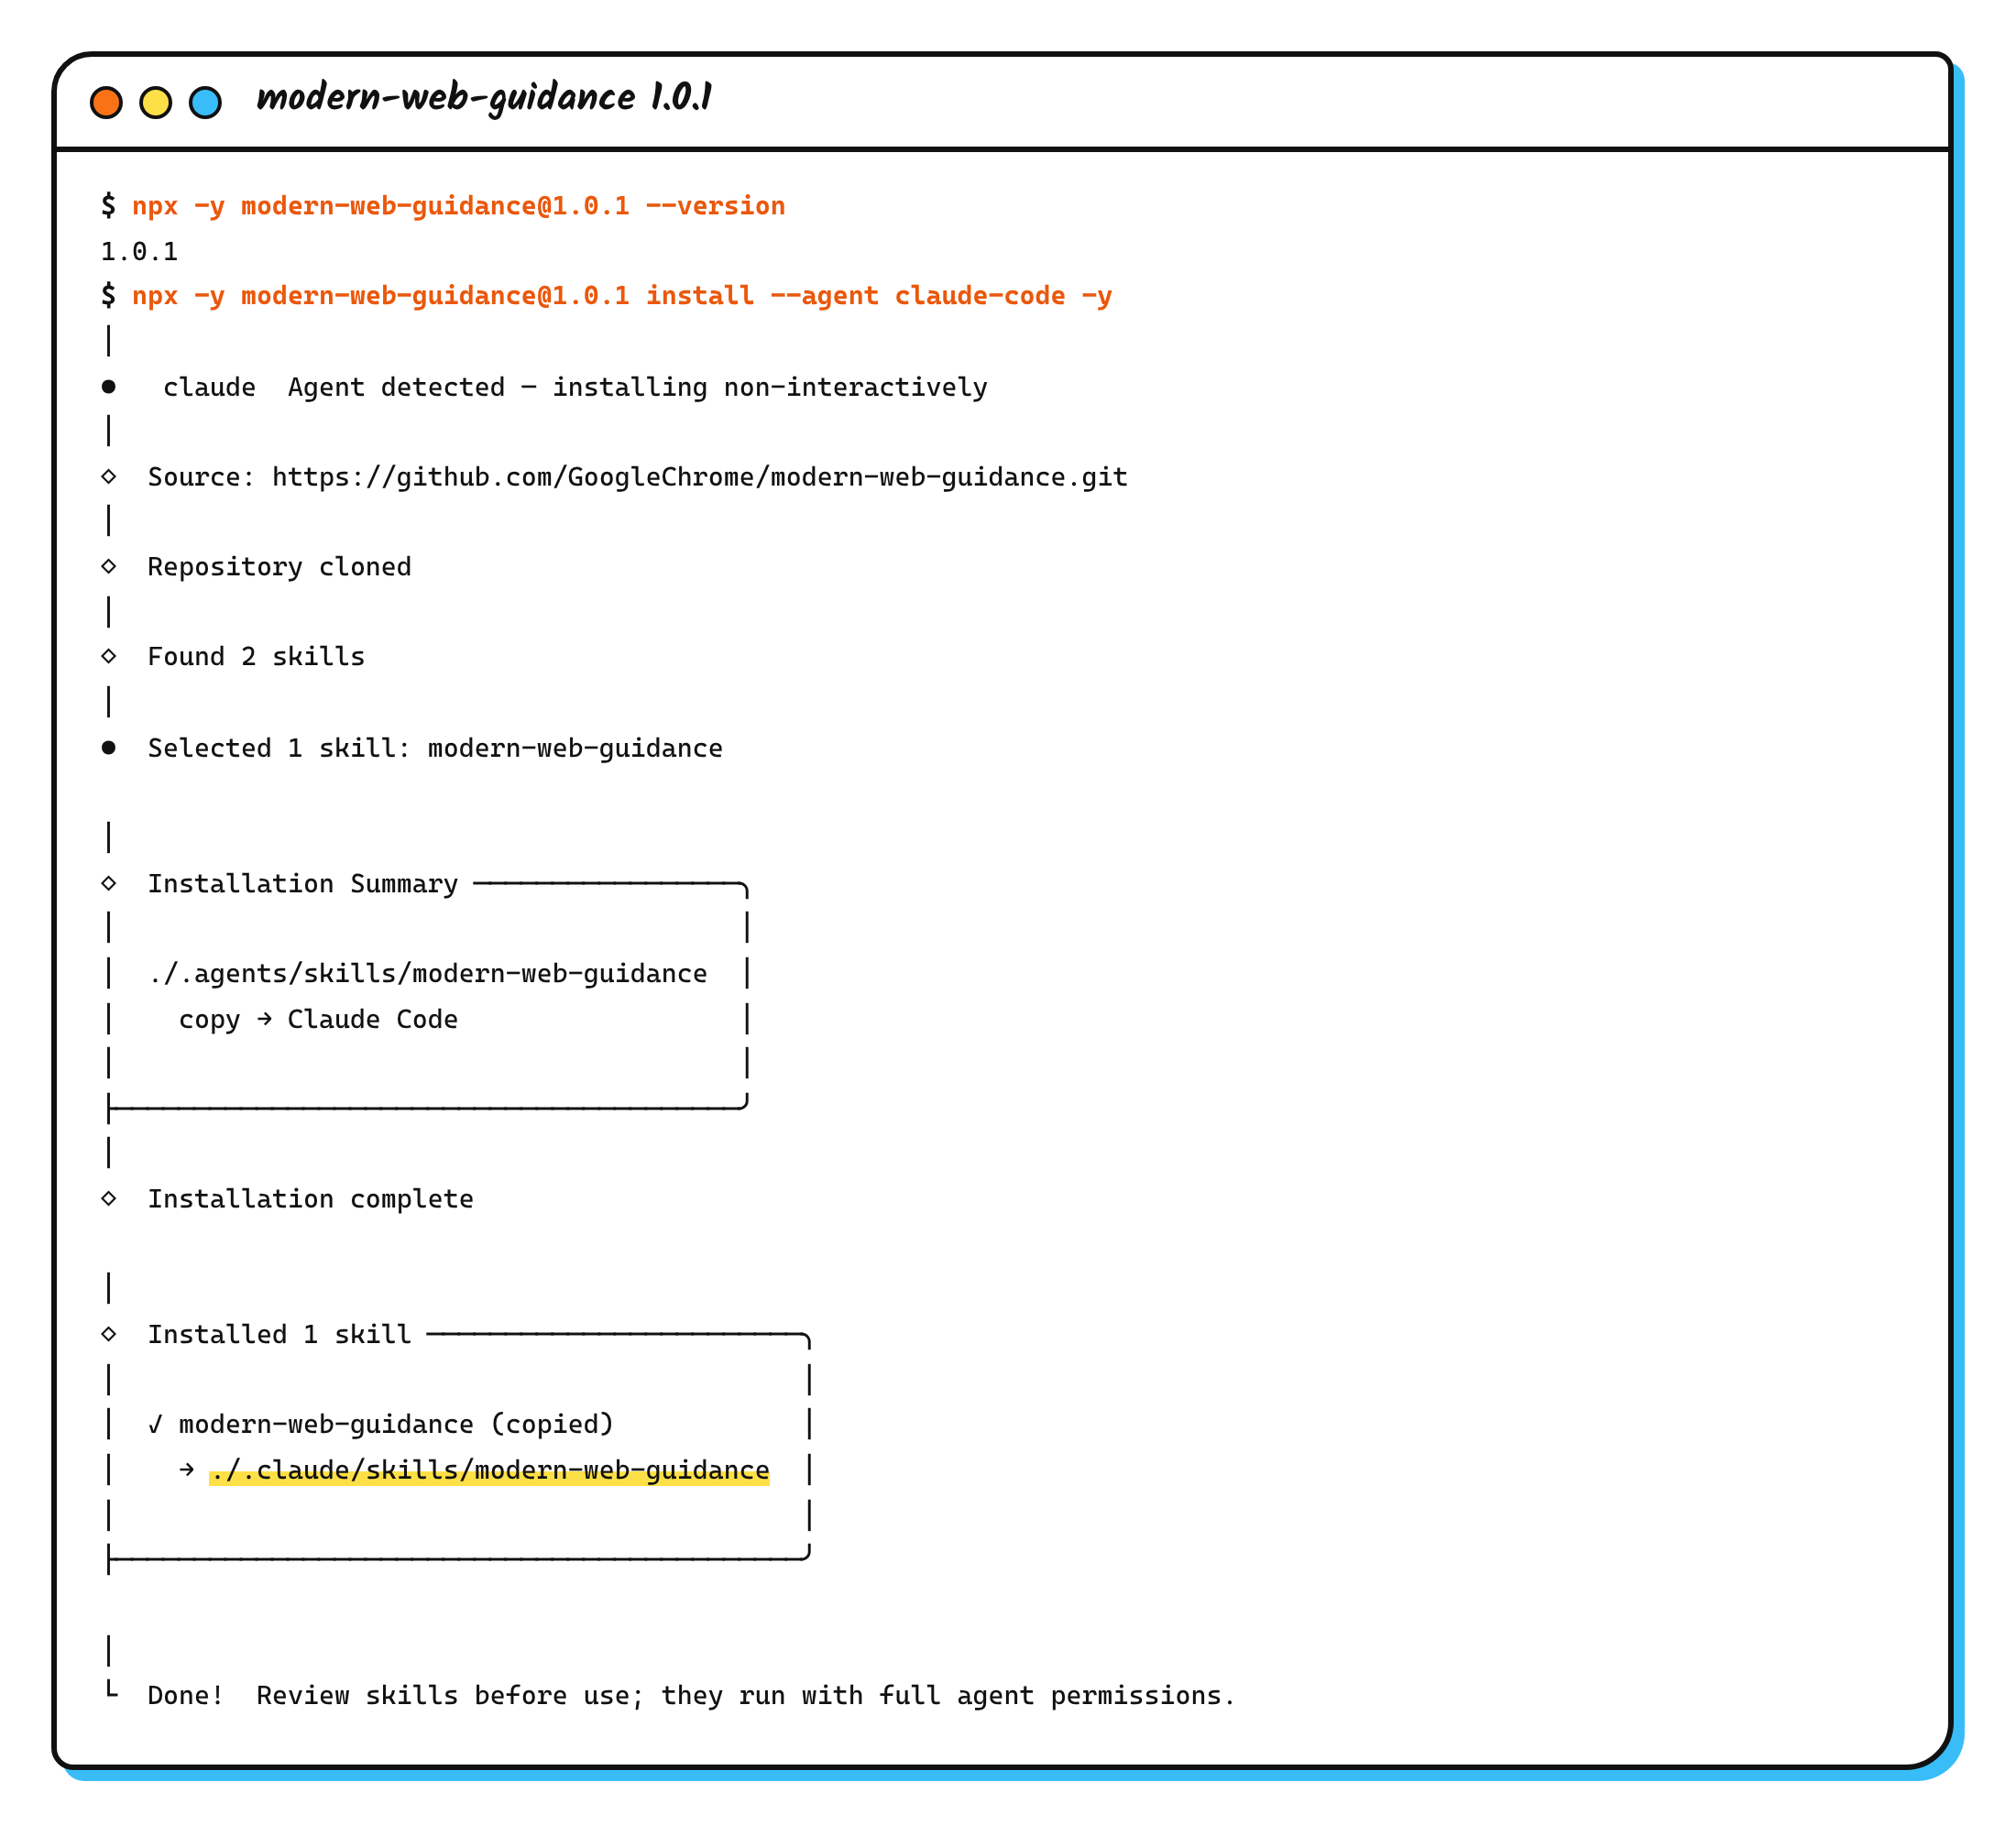 modern-web-guidance 1.0.1
$ npx -y modern-web-guidance@1.0.1 --version
1.0.1
$ npx -y modern-web-guidance@1.0.1 install --agent claude-code -y
│
●   claude  Agent detected — installing non-interactively
│
◇  Source: https://github.com/GoogleChrome/modern-web-guidance.git
│
◇  Repository cloned
│
◇  Found 2 skills
│
●  Selected 1 skill: modern-web-guidance
│
◇  Installation Summary ─────────────────╮
│                                        │
│  ./.agents/skills/modern-web-guidance  │
│    copy → Claude Code                  │
│                                        │
├────────────────────────────────────────╯
│
◇  Installation complete
│
◇  Installed 1 skill ────────────────────────╮
│                                            │
│  ✓ modern-web-guidance (copied)            │
│    → ./.claude/skills/modern-web-guidance  │
│                                            │
├────────────────────────────────────────────╯
│
└  Done!  Review skills before use; they run with full agent permissions.